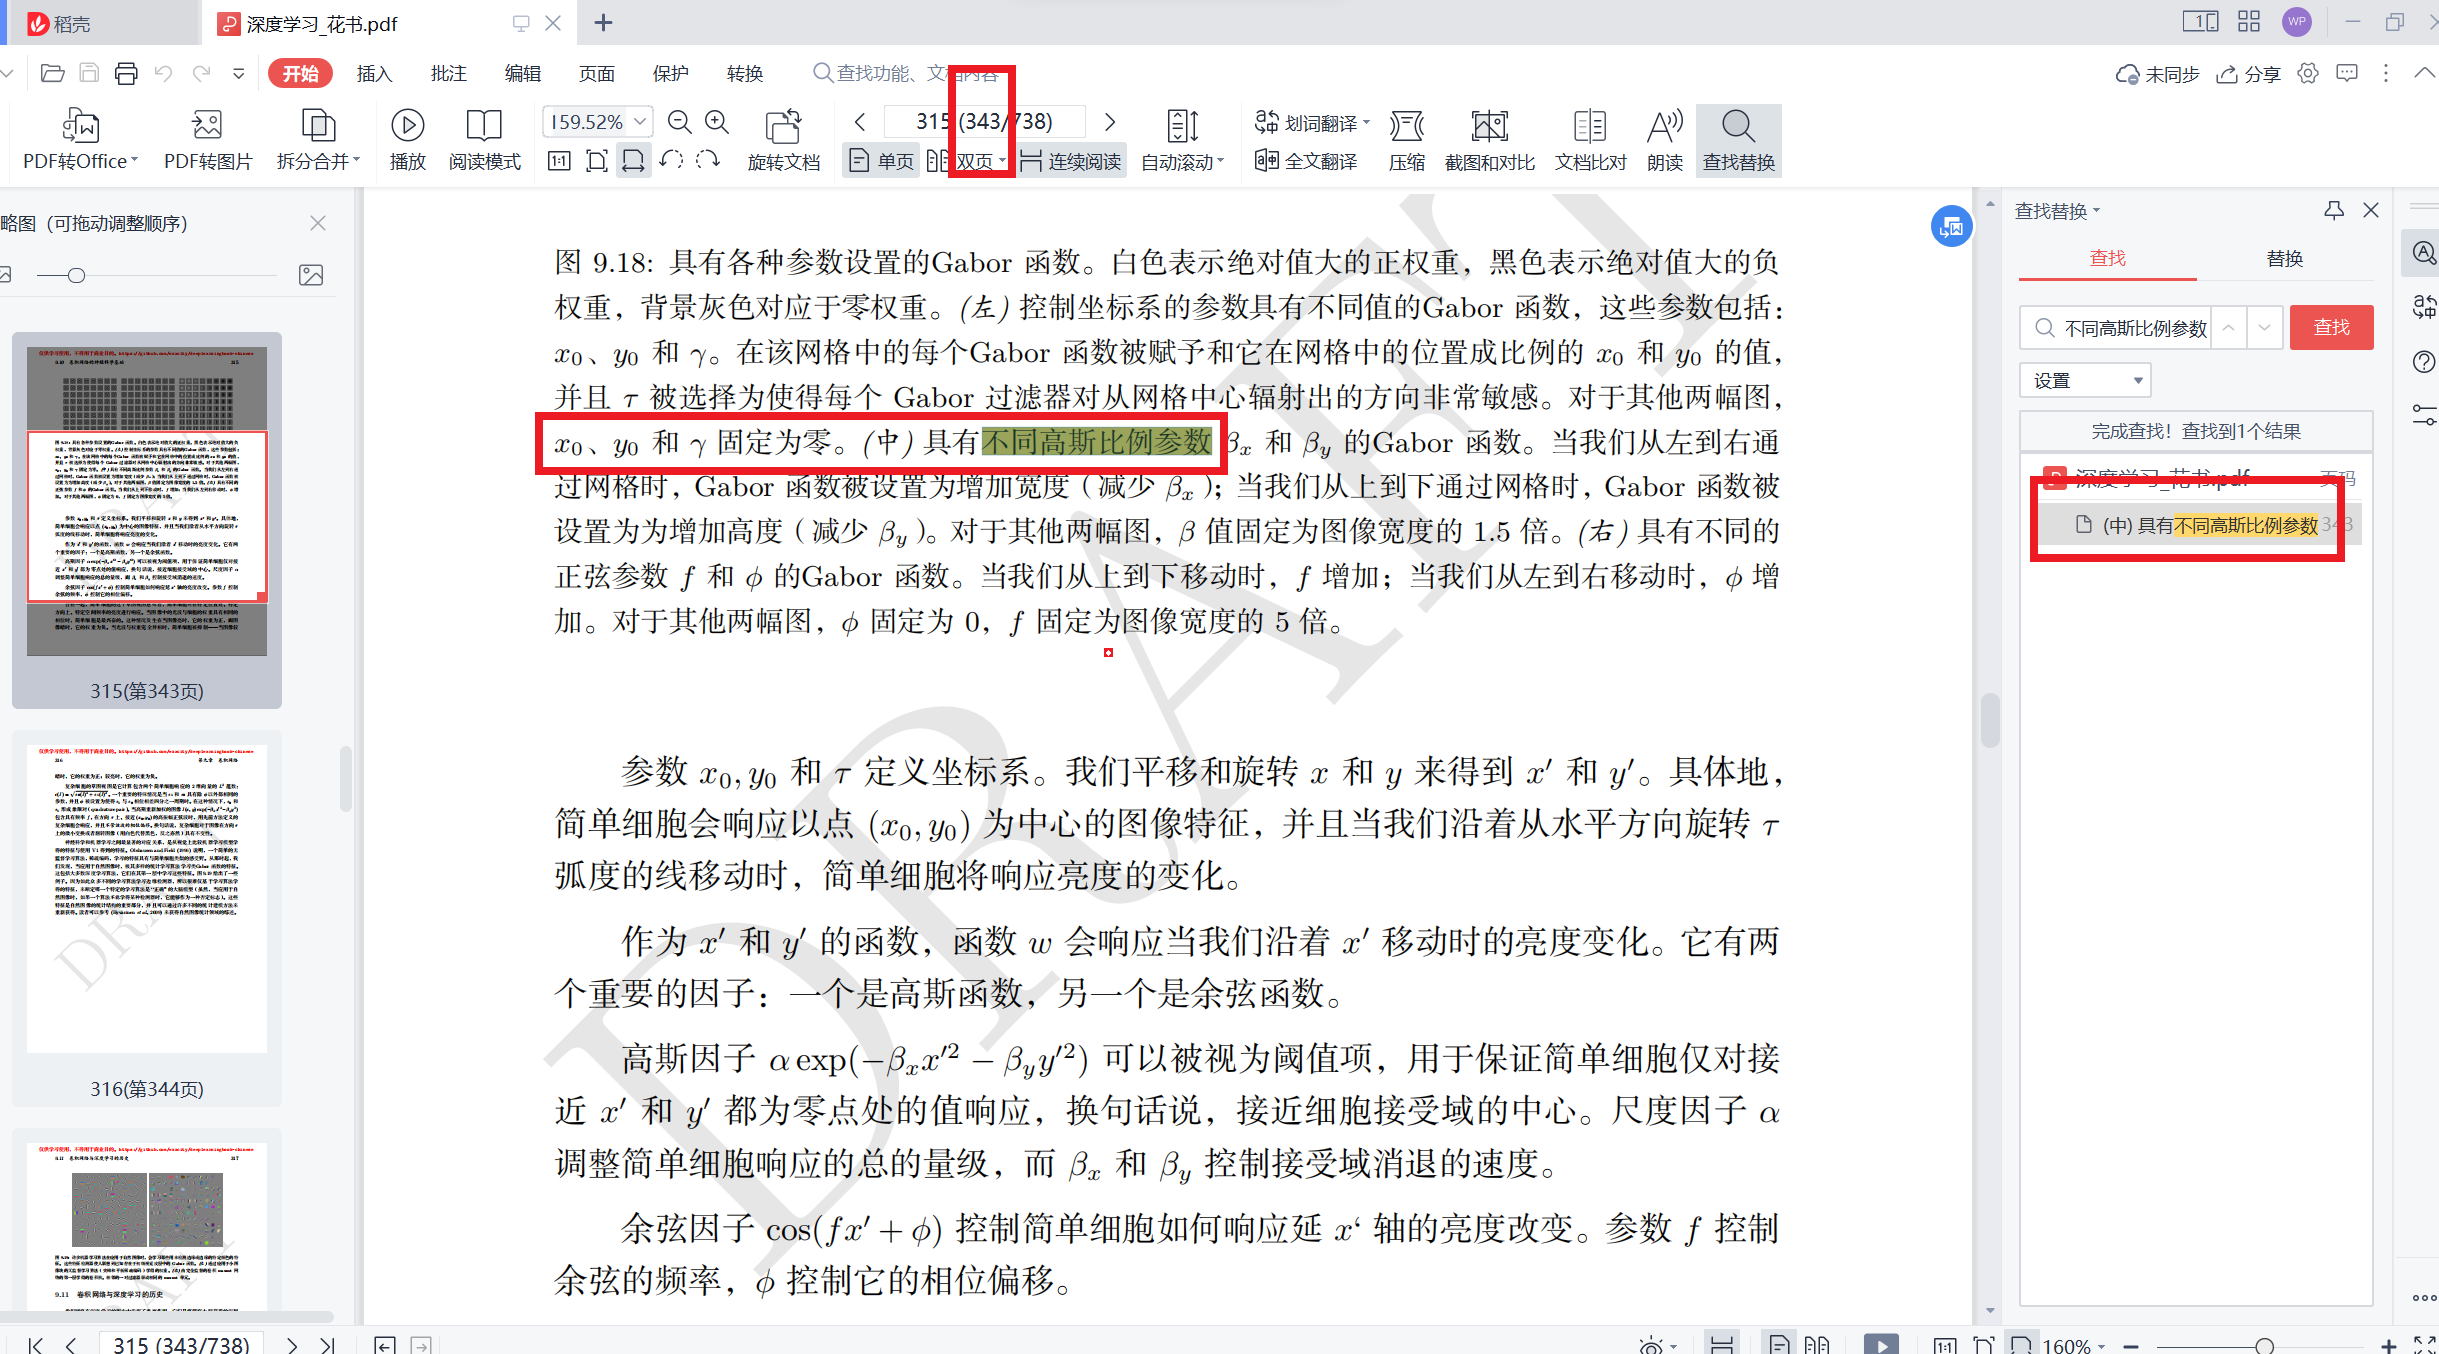 稻壳
深度学习_花书.pdf
WP
开始 插入 批注 编辑 页面 保护 转换 查找功能、文档内容
未同步 分享
PDF转Office PDF转图片 拆分合并 播放 阅读模式
159.52%
旋转文档
315 (343/738)
单页 双页 连续阅读
自动滚动
划词翻译
全文翻译
压缩 截图和对比 文档比对 朗读 查找替换
略图（可拖动调整顺序）
315(第343页)
316(第344页)
9.11 卷积网络与深度学习的历史
图 9.18: 具有各种参数设置的Gabor 函数。白色表示绝对值大的正权重，黑色表示绝对值大的负
权重，背景灰色对应于零权重。(左) 控制坐标系的参数具有不同值的Gabor 函数，这些参数包括：
x₀、y₀ 和 γ。在该网格中的每个Gabor 函数被赋予和它在网格中的位置成比例的 x₀ 和 y₀ 的值，
并且 τ 被选择为使得每个 Gabor 过滤器对从网格中心辐射出的方向非常敏感。对于其他两幅图，
x₀、y₀ 和 γ 固定为零。(中) 具有不同高斯比例参数 βₓ 和 β_y 的Gabor 函数。当我们从左到右通
过网格时，Gabor 函数被设置为增加宽度（减少 βₓ）；当我们从上到下通过网格时，Gabor 函数被
设置为为增加高度（减少 β_y）。对于其他两幅图，β 值固定为图像宽度的 1.5 倍。(右) 具有不同的
正弦参数 f 和 ϕ 的Gabor 函数。当我们从上到下移动时，f 增加；当我们从左到右移动时，ϕ 增
加。对于其他两幅图，ϕ 固定为 0，f 固定为图像宽度的 5 倍。
参数 x₀, y₀ 和 τ 定义坐标系。我们平移和旋转 x 和 y 来得到 x′ 和 y′。具体地，
简单细胞会响应以点 (x₀, y₀) 为中心的图像特征，并且当我们沿着从水平方向旋转 τ
弧度的线移动时，简单细胞将响应亮度的变化。
作为 x′ 和 y′ 的函数，函数 w 会响应当我们沿着 x′ 移动时的亮度变化。它有两
个重要的因子：一个是高斯函数，另一个是余弦函数。
高斯因子 α exp(−βₓx′² − β_yy′²) 可以被视为阈值项，用于保证简单细胞仅对接
近 x′ 和 y′ 都为零点处的值响应，换句话说，接近细胞接受域的中心。尺度因子 α
调整简单细胞响应的总的量级，而 βₓ 和 β_y 控制接受域消退的速度。
余弦因子 cos(fx′ + ϕ) 控制简单细胞如何响应延 x‘ 轴的亮度改变。参数 f 控制
余弦的频率，ϕ 控制它的相位偏移。
DRAFT
查找替换
查找 替换
不同高斯比例参数 查找
设置
完成查找！查找到1个结果
深度学习_花书.pdf 页码
(中) 具有不同高斯比例参数 343
315 (343/738)
160%